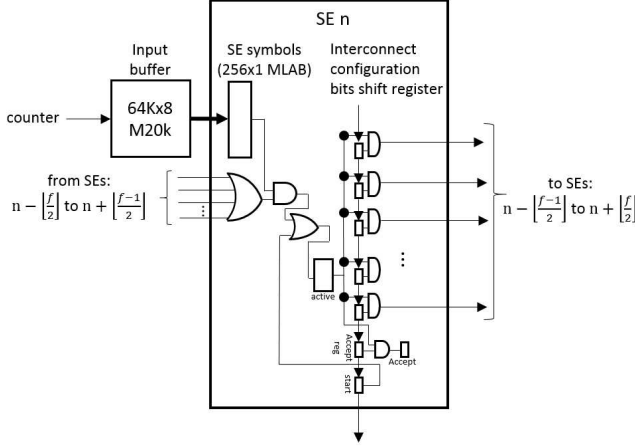 SE n
Input
buffer
SE symbols
(256x1 MLAB)
Interconnect
configuration
bits shift register
counter
64Kx8
M20k
from SEs:
n − ⌊f/2⌋ to n + ⌊(f−1)/2⌋
⋮
to SEs:
n − ⌊(f−1)/2⌋ to n + ⌊f/2⌋
⋮
active
Accept
reg
Accept
start